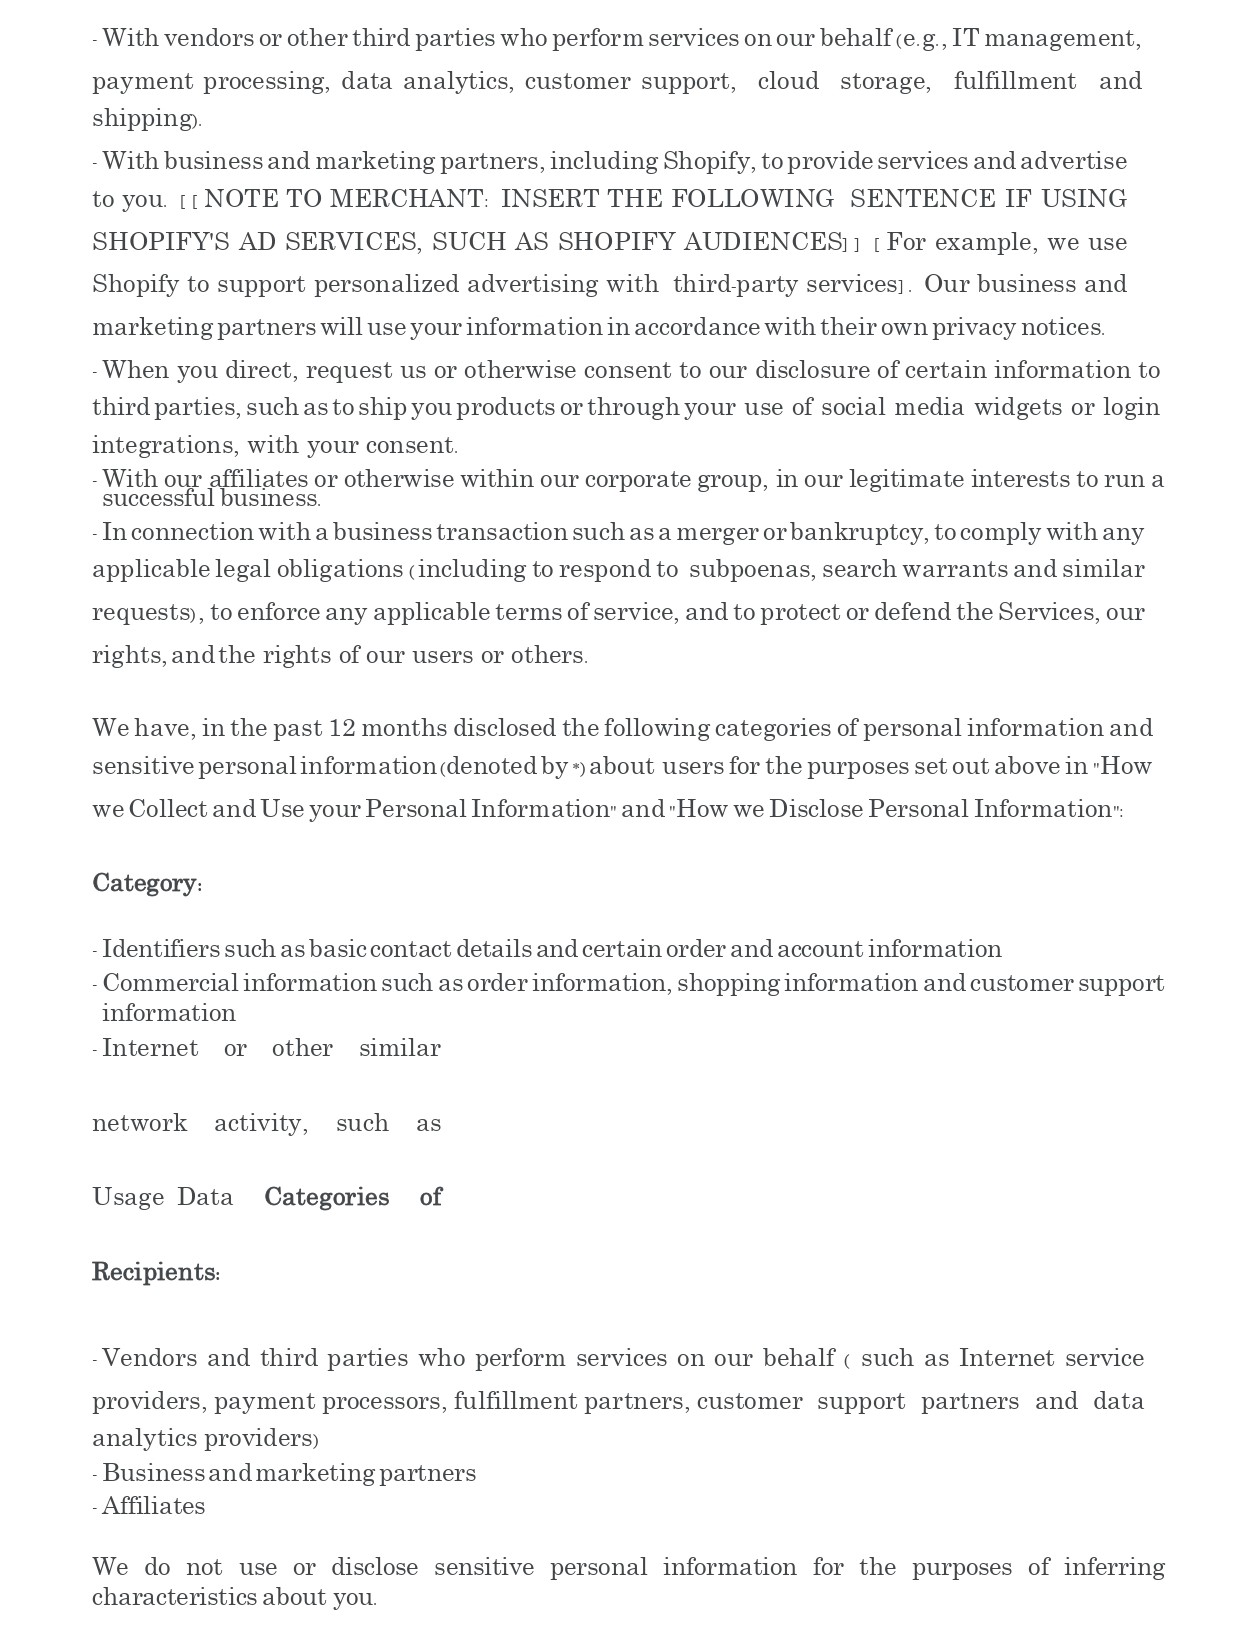 - With vendors or other third parties who perform services on our behalf (e.g., IT management,
payment processing, data analytics, customer support, cloud storage, fulfillment and
shipping).
- With business and marketing partners, including Shopify, to provide services and advertise
to you. [[NOTE TO MERCHANT: INSERT THE FOLLOWING SENTENCE IF USING
SHOPIFY'S AD SERVICES, SUCH AS SHOPIFY AUDIENCES]] [For example, we use
Shopify to support personalized advertising with third-party services]. Our business and
marketing partners will use your information in accordance with their own privacy notices.
- When you direct, request us or otherwise consent to our disclosure of certain information to
third parties, such as to ship you products or through your use of social media widgets or login
integrations, with your consent.
- With our affiliates or otherwise within our corporate group, in our legitimate interests to run a
successful business.
- In connection with a business transaction such as a merger or bankruptcy, to comply with any
applicable legal obligations (including to respond to subpoenas, search warrants and similar
requests), to enforce any applicable terms of service, and to protect or defend the Services, our
rights, and the rights of our users or others.
We have, in the past 12 months disclosed the following categories of personal information and
sensitive personal information (denoted by *) about users for the purposes set out above in "How
we Collect and Use your Personal Information" and "How we Disclose Personal Information":
Category:
- Identifiers such as basic contact details and certain order and account information
- Commercial information such as order information, shopping information and customer support
information
- Internet or other similar
network activity, such as
Usage Data Categories of
Recipients:
- Vendors and third parties who perform services on our behalf ( such as Internet service
providers, payment processors, fulfillment partners, customer support partners and data
analytics providers)
- Business and marketing partners
- Affiliates
We do not use or disclose sensitive personal information for the purposes of inferring
characteristics about you.